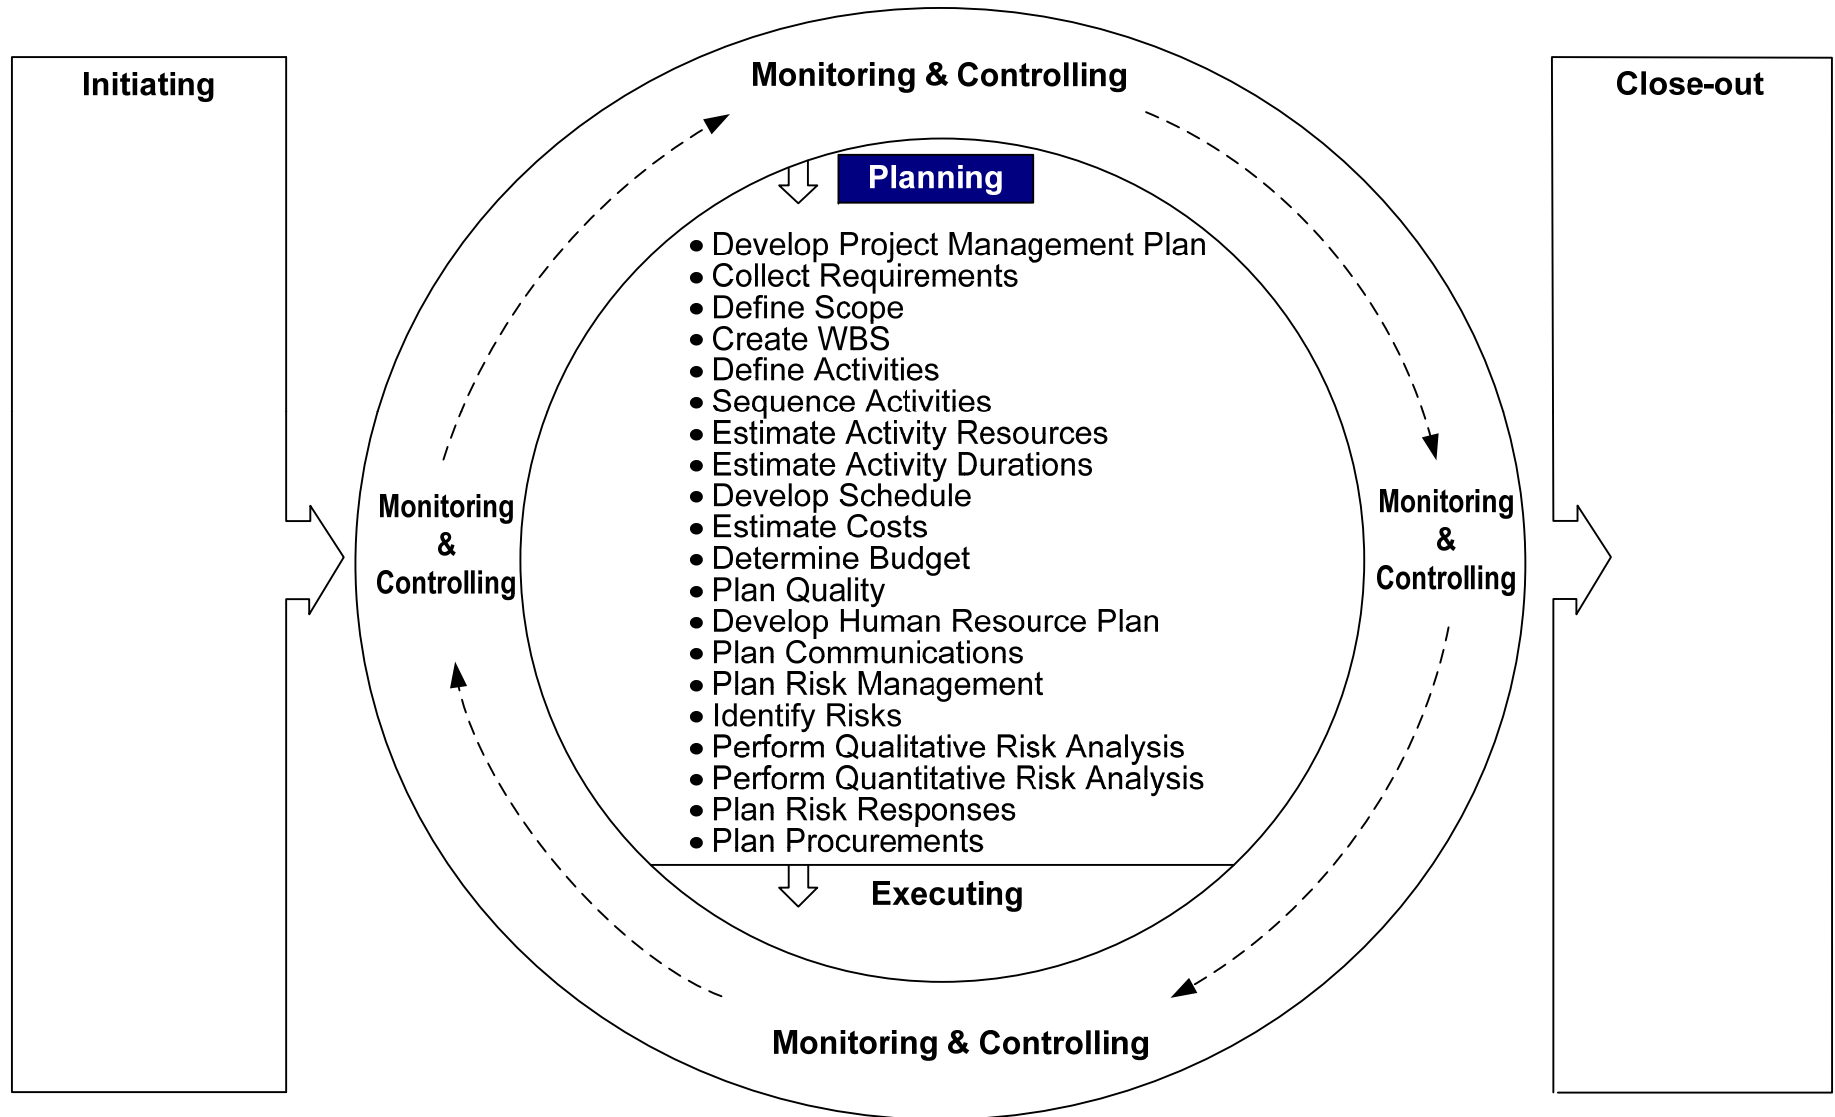 Initiating
Monitoring & Controlling
Close-out
Planning
• Develop Project Management Plan
• Collect Requirements
• Define Scope
• Create WBS
• Define Activities
• Sequence Activities
• Estimate Activity Resources
• Estimate Activity Durations
• Develop Schedule
• Estimate Costs
• Determine Budget
• Plan Quality
• Develop Human Resource Plan
• Plan Communications
• Plan Risk Management
• Identify Risks
• Perform Qualitative Risk Analysis
• Perform Quantitative Risk Analysis
• Plan Risk Responses
• Plan Procurements
Monitoring
&
Controlling
Monitoring
&
Controlling
Executing
Monitoring & Controlling